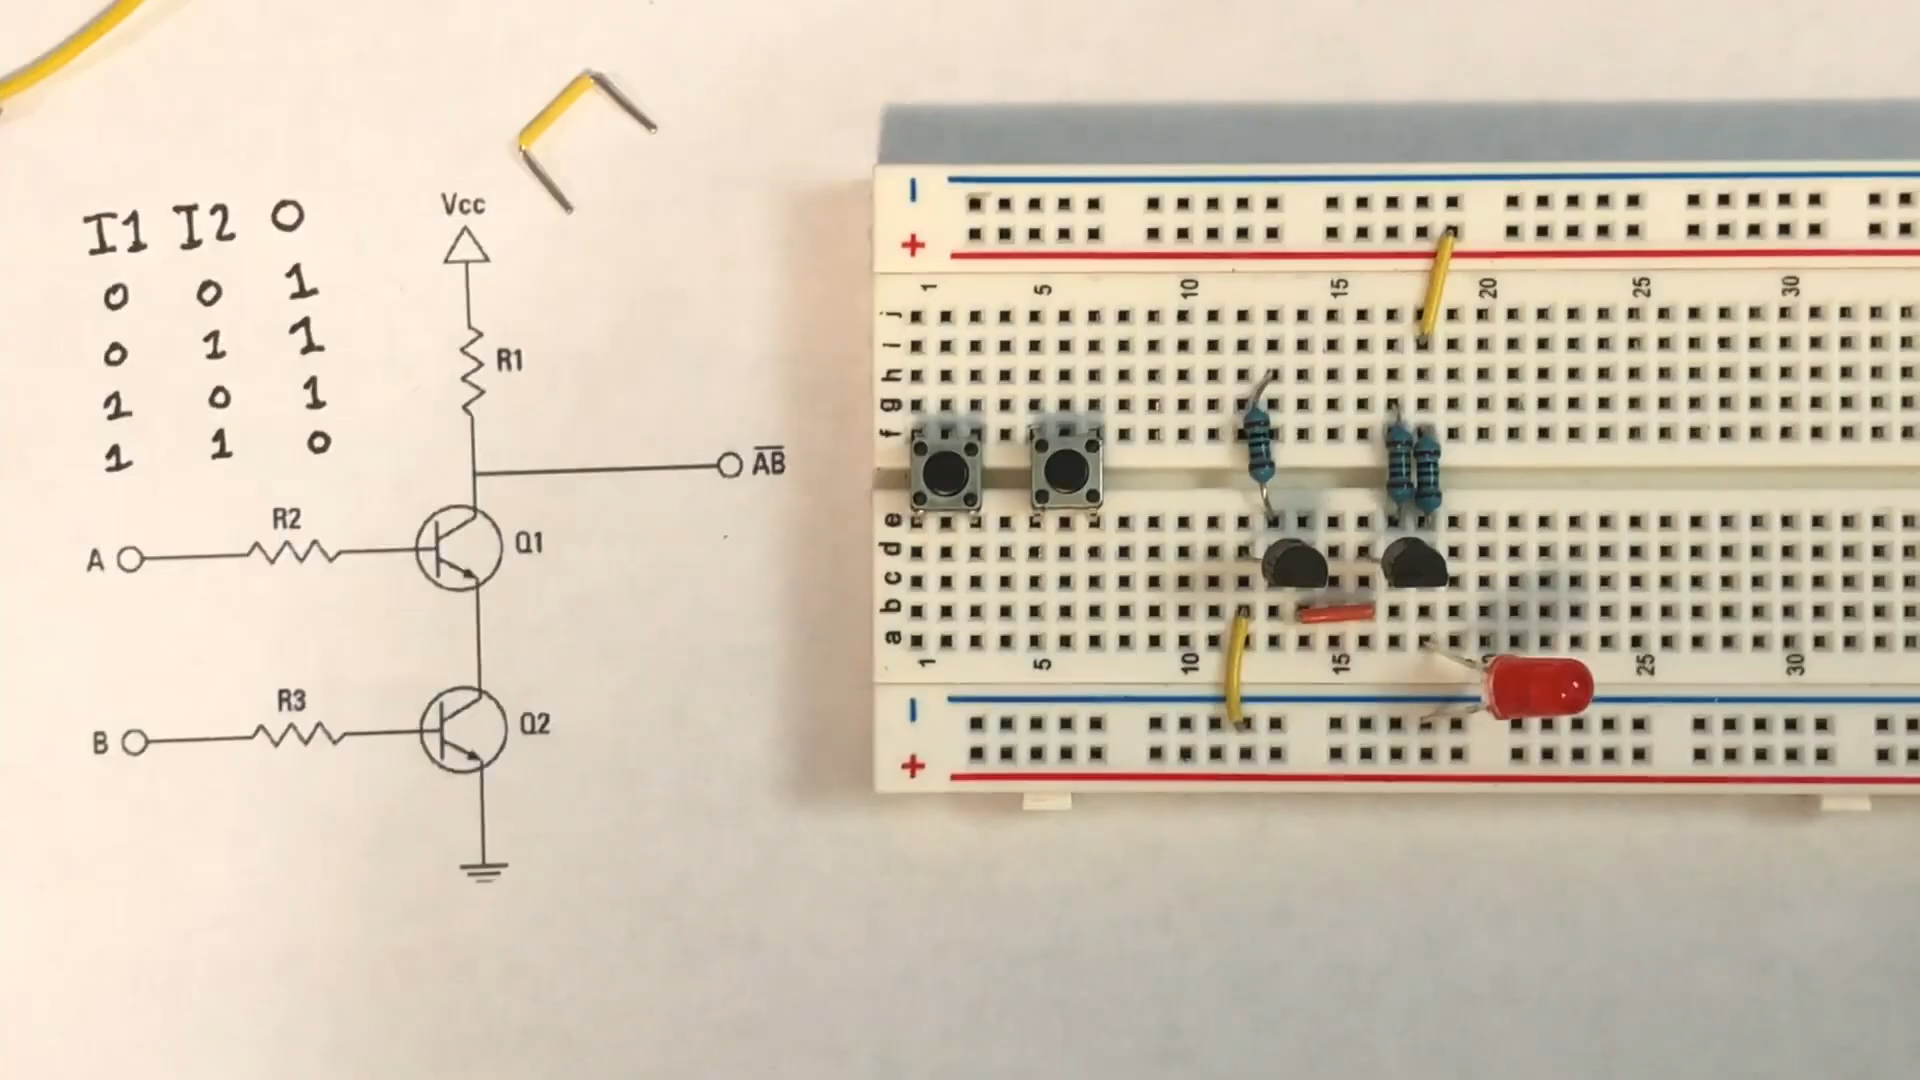 I1 I2 O
0 0 1
0 1 1
1 0 1
1 1 0
Vcc
R1
A̅B̅
R2
Q1
A
R3
Q2
B
−
+
1 5 10 15 20 25 30
j
i
h
g
f
e
d
c
b
a
1 5 10 15 20 25 30
−
+